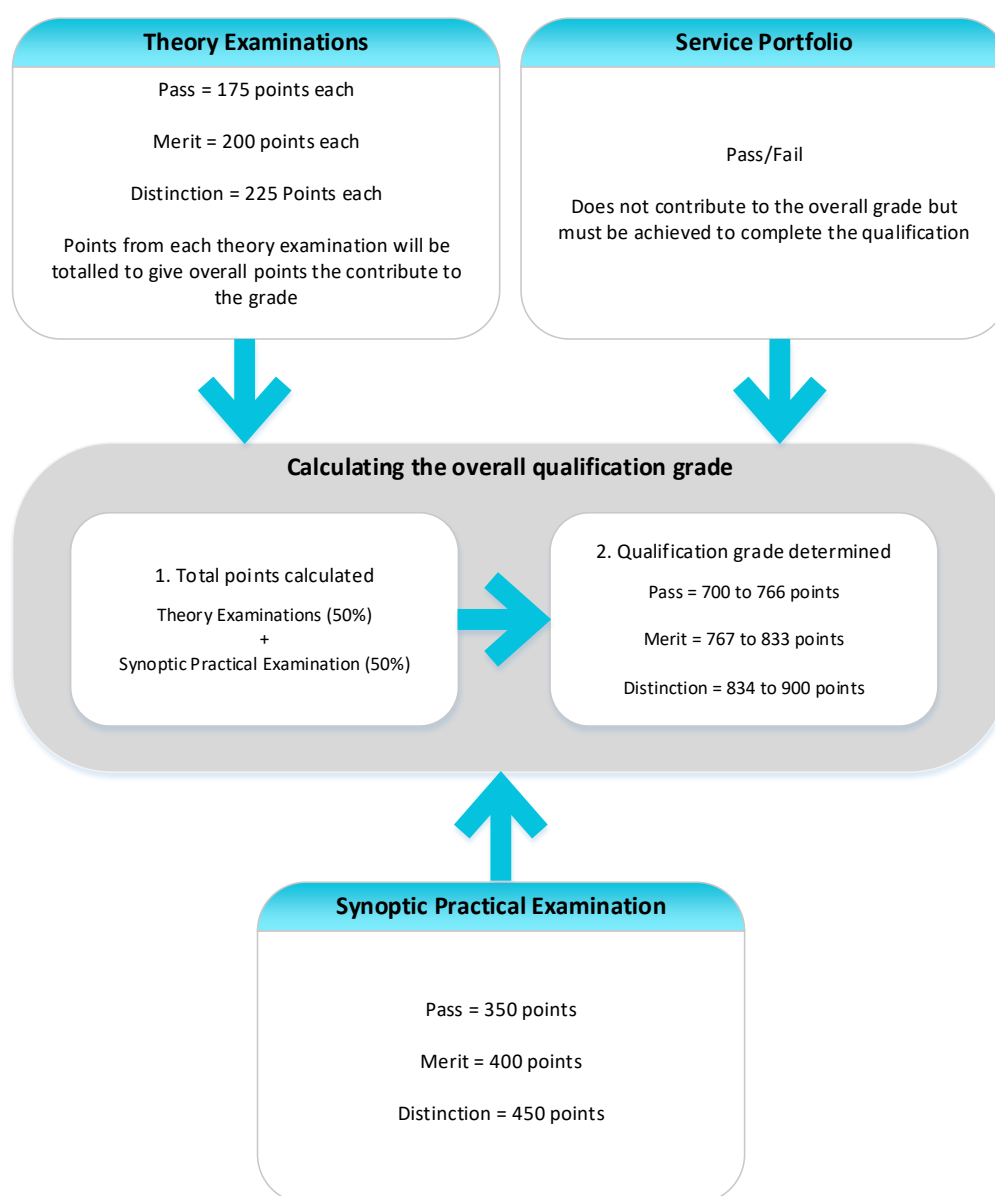 Theory Examinations
Pass = 175 points each
Merit = 200 points each
Distinction = 225 Points each
Points from each theory examination will be
totalled to give overall points the contribute to
the grade
Service Portfolio
Pass/Fail
Does not contribute to the overall grade but
must be achieved to complete the qualification
Calculating the overall qualification grade
1. Total points calculated
Theory Examinations (50%)
+
Synoptic Practical Examination (50%)
2. Qualification grade determined
Pass = 700 to 766 points
Merit = 767 to 833 points
Distinction = 834 to 900 points
Synoptic Practical Examination
Pass = 350 points
Merit = 400 points
Distinction = 450 points